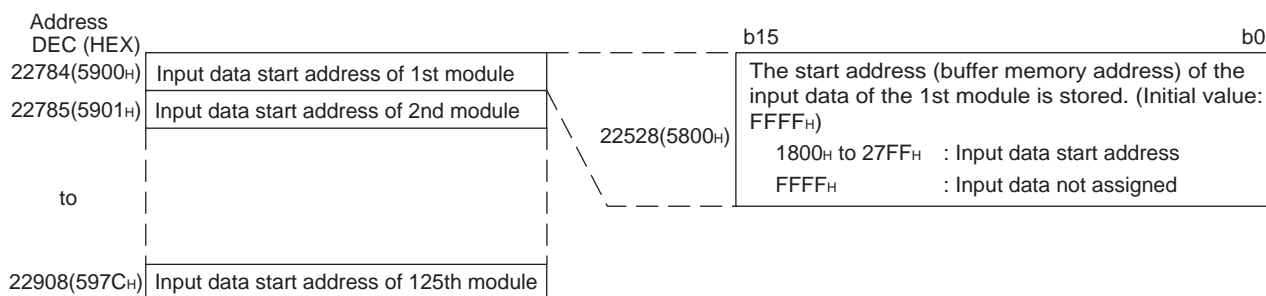 Address
DEC (HEX)
22784(5900H) Input data start address of 1st module
22785(5901H) Input data start address of 2nd module
to
22908(597CH) Input data start address of 125th module
b15 b0
22528(5800H)
The start address (buffer memory address) of the
input data of the 1st module is stored. (Initial value:
FFFFH)
1800H to 27FFH : Input data start address
FFFFH : Input data not assigned